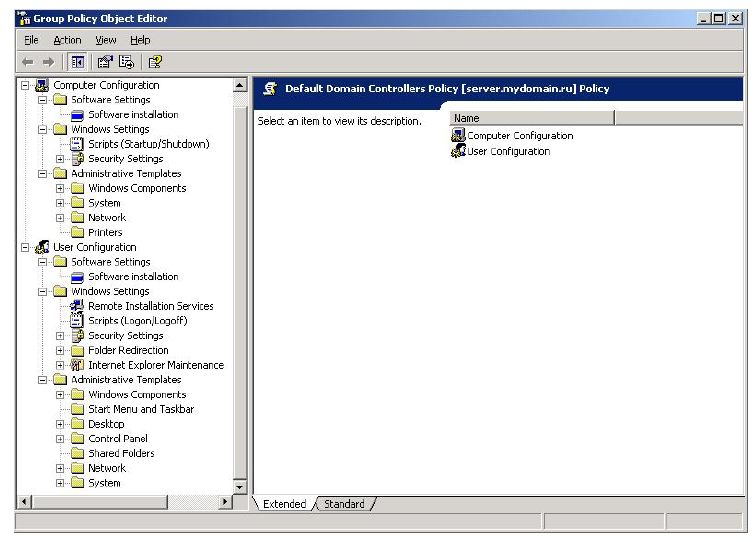 Group Policy Object Editor
File Action View Help
Computer Configuration
Software Settings
Software installation
Windows Settings
Scripts (Startup/Shutdown)
Security Settings
Administrative Templates
Windows Components
System
Network
Printers
User Configuration
Software Settings
Software installation
Windows Settings
Remote Installation Services
Scripts (Logon/Logoff)
Security Settings
Folder Redirection
Internet Explorer Maintenance
Administrative Templates
Windows Components
Start Menu and Taskbar
Desktop
Control Panel
Shared Folders
Network
System
Default Domain Controllers Policy [server.mydomain.ru] Policy
Select an item to view its description.
Name
Computer Configuration
User Configuration
Extended Standard